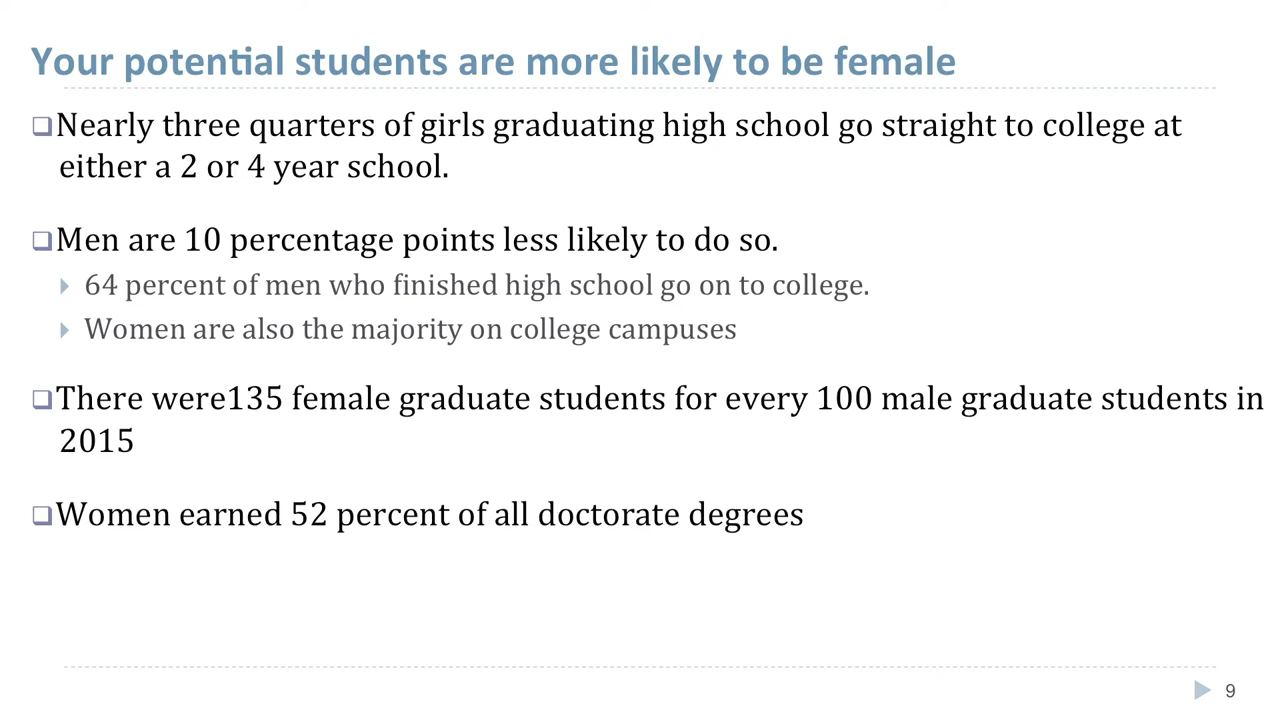 Your potential students are more likely to be female
Nearly three quarters of girls graduating high school go straight to college at
either a 2 or 4 year school.
Men are 10 percentage points less likely to do so.
64 percent of men who finished high school go on to college.
Women are also the majority on college campuses
There were135 female graduate students for every 100 male graduate students in
2015
Women earned 52 percent of all doctorate degrees
9